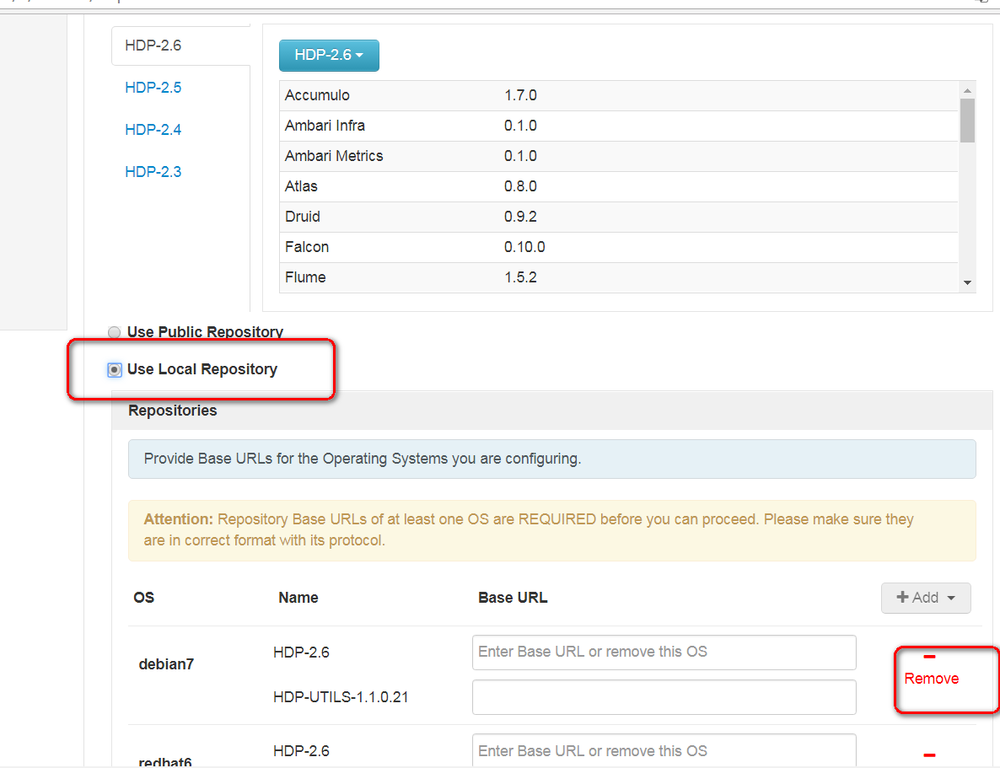 HDP-2.6
HDP-2.5
HDP-2.4
HDP-2.3
HDP-2.6
Accumulo 1.7.0
Ambari Infra 0.1.0
Ambari Metrics 0.1.0
Atlas 0.8.0
Druid 0.9.2
Falcon 0.10.0
Flume 1.5.2
Use Public Repository
Use Local Repository
Repositories
Provide Base URLs for the Operating Systems you are configuring.
Attention: Repository Base URLs of at least one OS are REQUIRED before you can proceed. Please make sure they
are in correct format with its protocol.
OS Name Base URL + Add
debian7 HDP-2.6 Enter Base URL or remove this OS
Remove
HDP-UTILS-1.1.0.21
redhat6 HDP-2.6 Enter Base URL or remove this OS